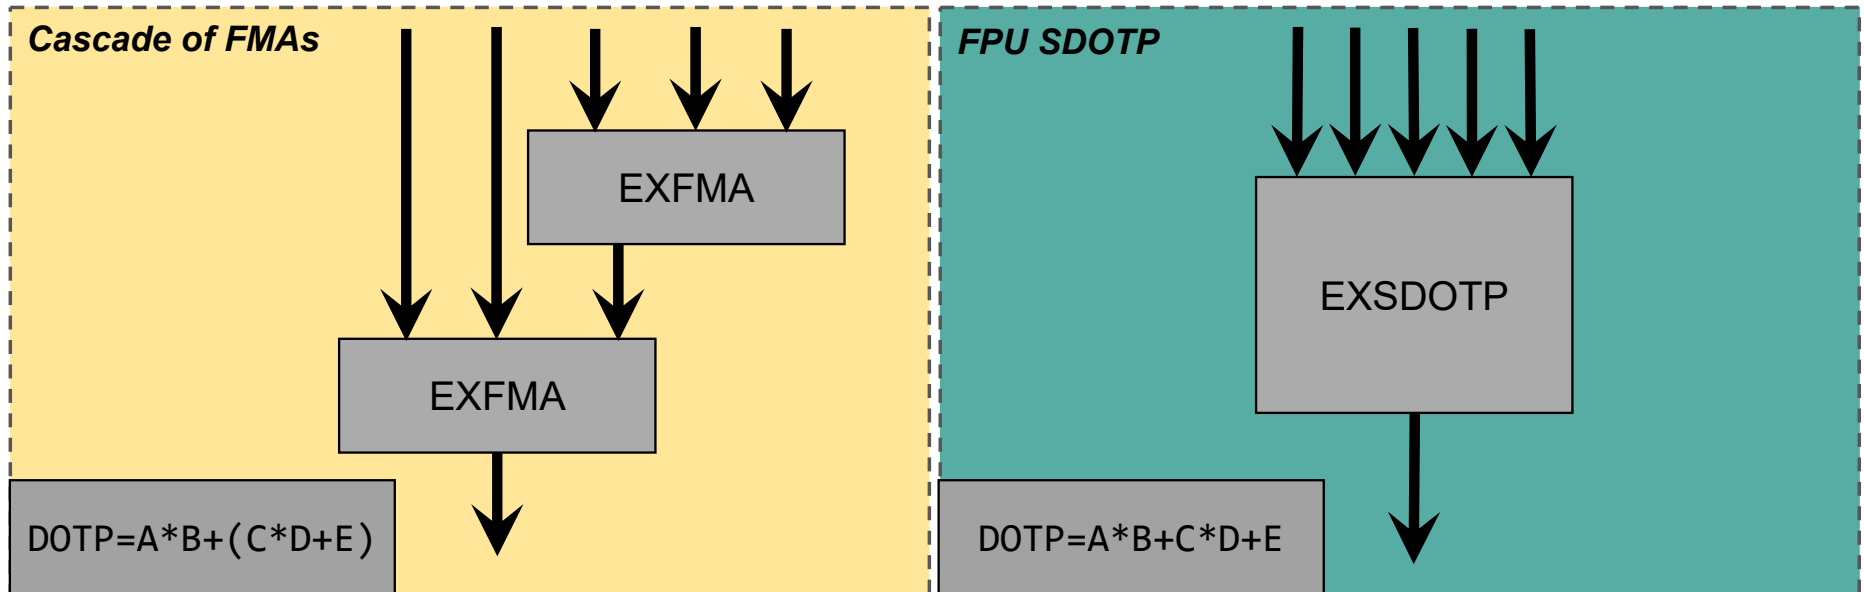 Cascade of FMAs
EXFMA
EXFMA
DOTP=A*B+(C*D+E)
FPU SDOTP
EXSDOTP
DOTP=A*B+C*D+E